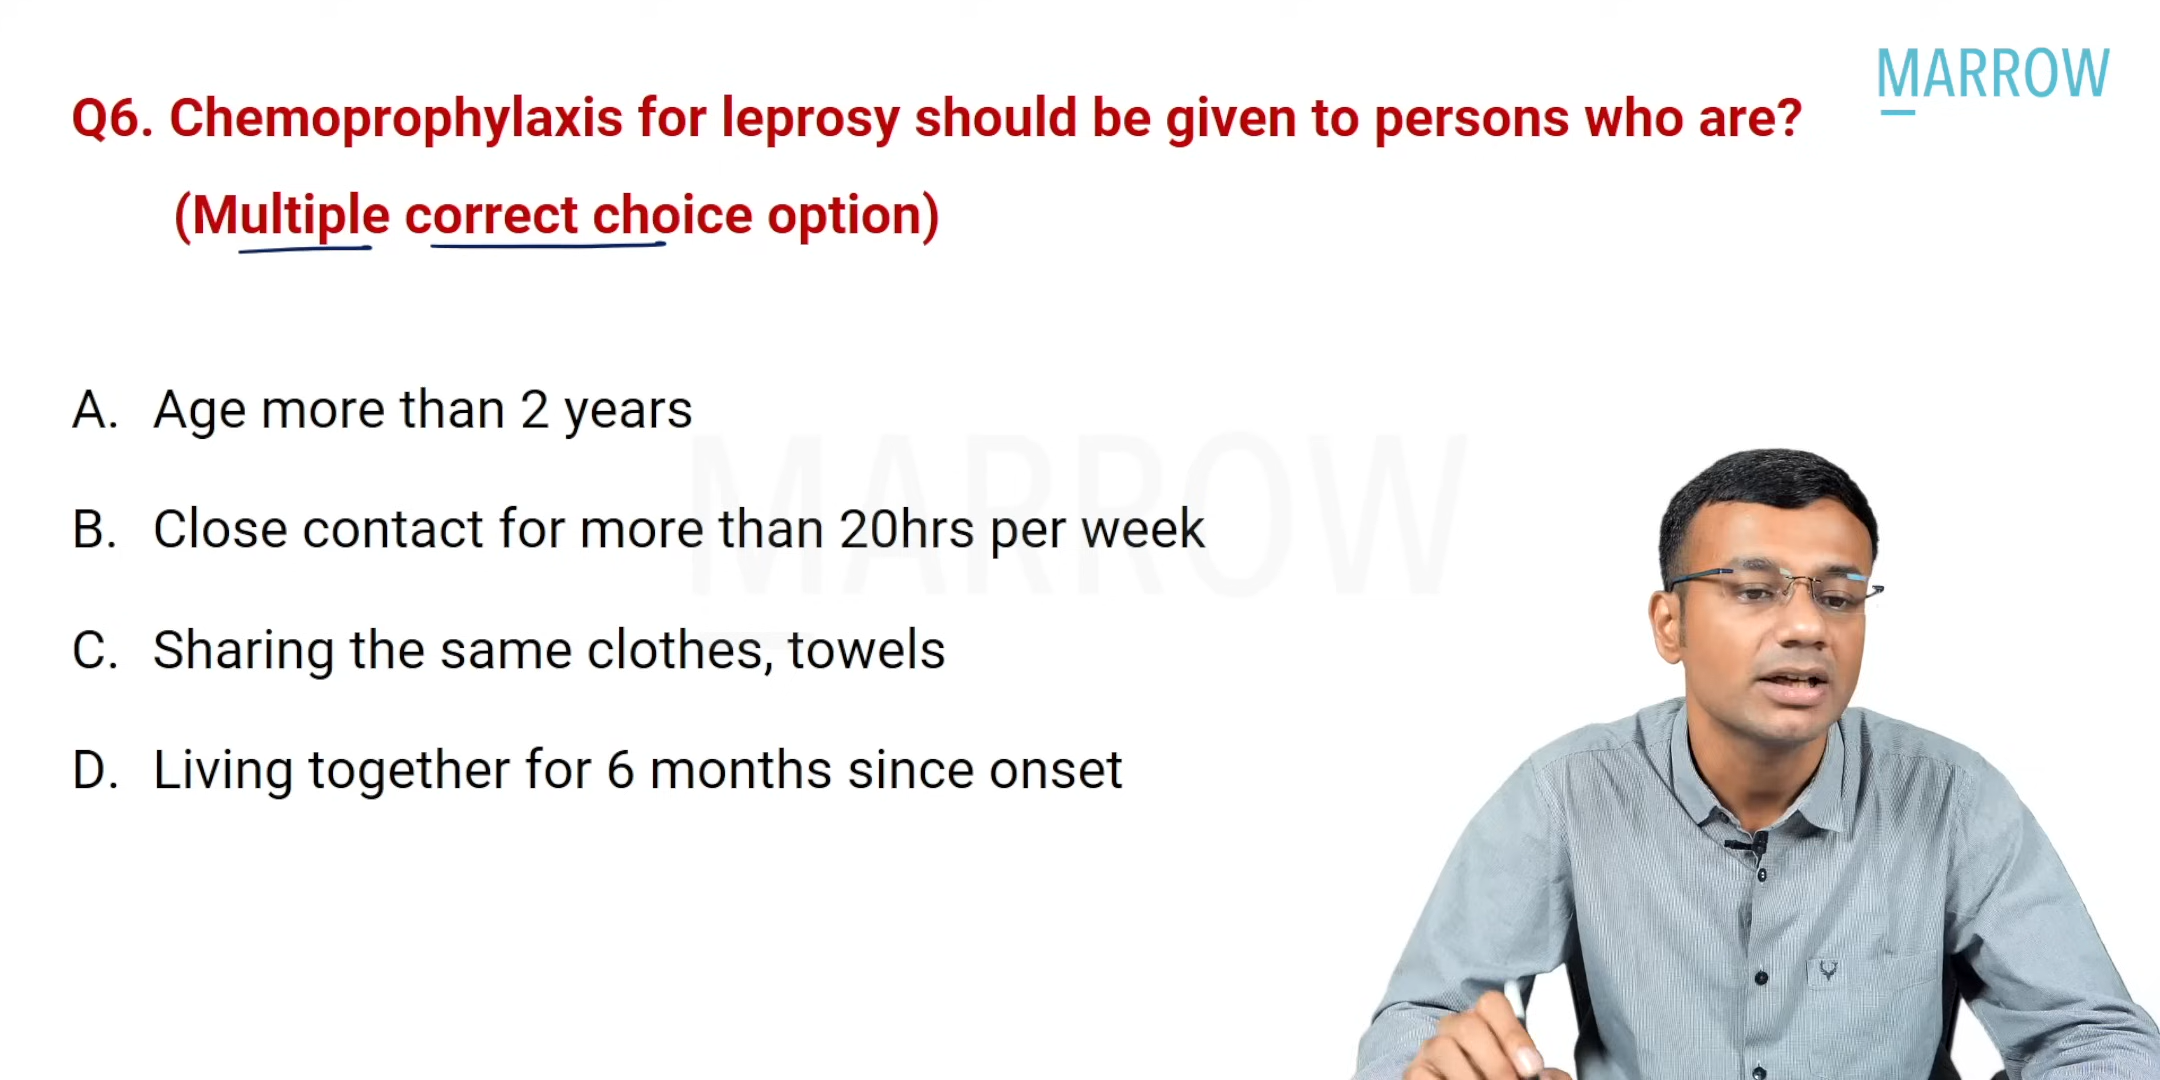 MARROW
Q6. Chemoprophylaxis for leprosy should be given to persons who are?
(Multiple correct choice option)
A. Age more than 2 years
B. Close contact for more than 20hrs per week
C. Sharing the same clothes, towels
D. Living together for 6 months since onset
MARROW